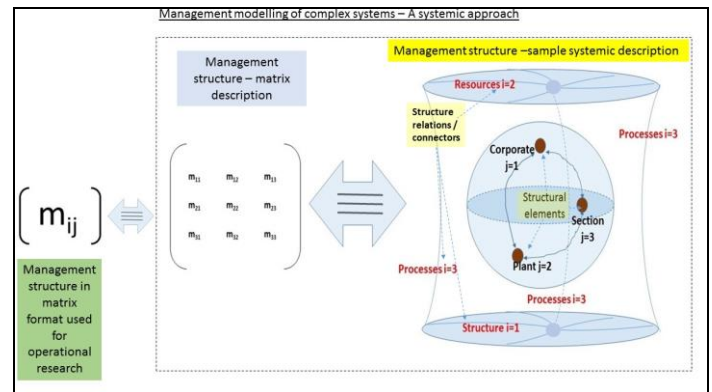 Management modelling of complex systems – A systemic approach
Management
structure – matrix
description
Management structure –sample systemic description
Resources i=2
Structure
relations /
connectors
Processes i=3
Corporate
j=1
m11 m12 m13
m21 m22 m23
m31 m32 m33
[mij]
Structural
elements
Section
j=3
Management
structure in
matrix
format used
for
operational
research
Processes i=3
Plant j=2
Processes i=3
Structure i=1